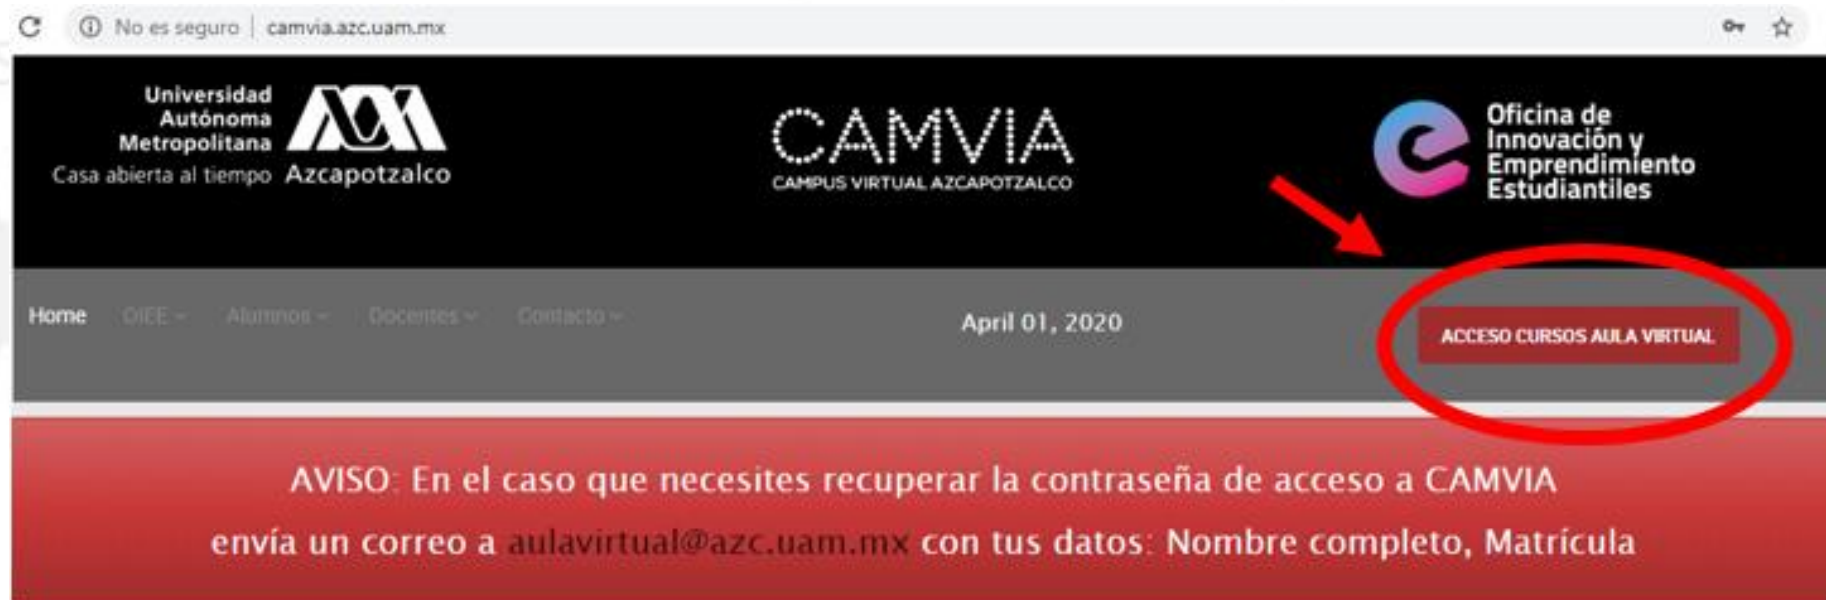 No es seguro | camvia.azc.uam.mx
Universidad
Autónoma
Metropolitana
Casa abierta al tiempo Azcapotzalco
CAMVIA
CAMPUS VIRTUAL AZCAPOTZALCO
Oficina de
Innovación y
Emprendimiento
Estudiantiles
Home OIEE Alumnos Docentes Contacto
April 01, 2020
ACCESO CURSOS AULA VIRTUAL
AVISO: En el caso que necesites recuperar la contraseña de acceso a CAMVIA
envía un correo a aulavirtual@azc.uam.mx con tus datos: Nombre completo, Matrícula